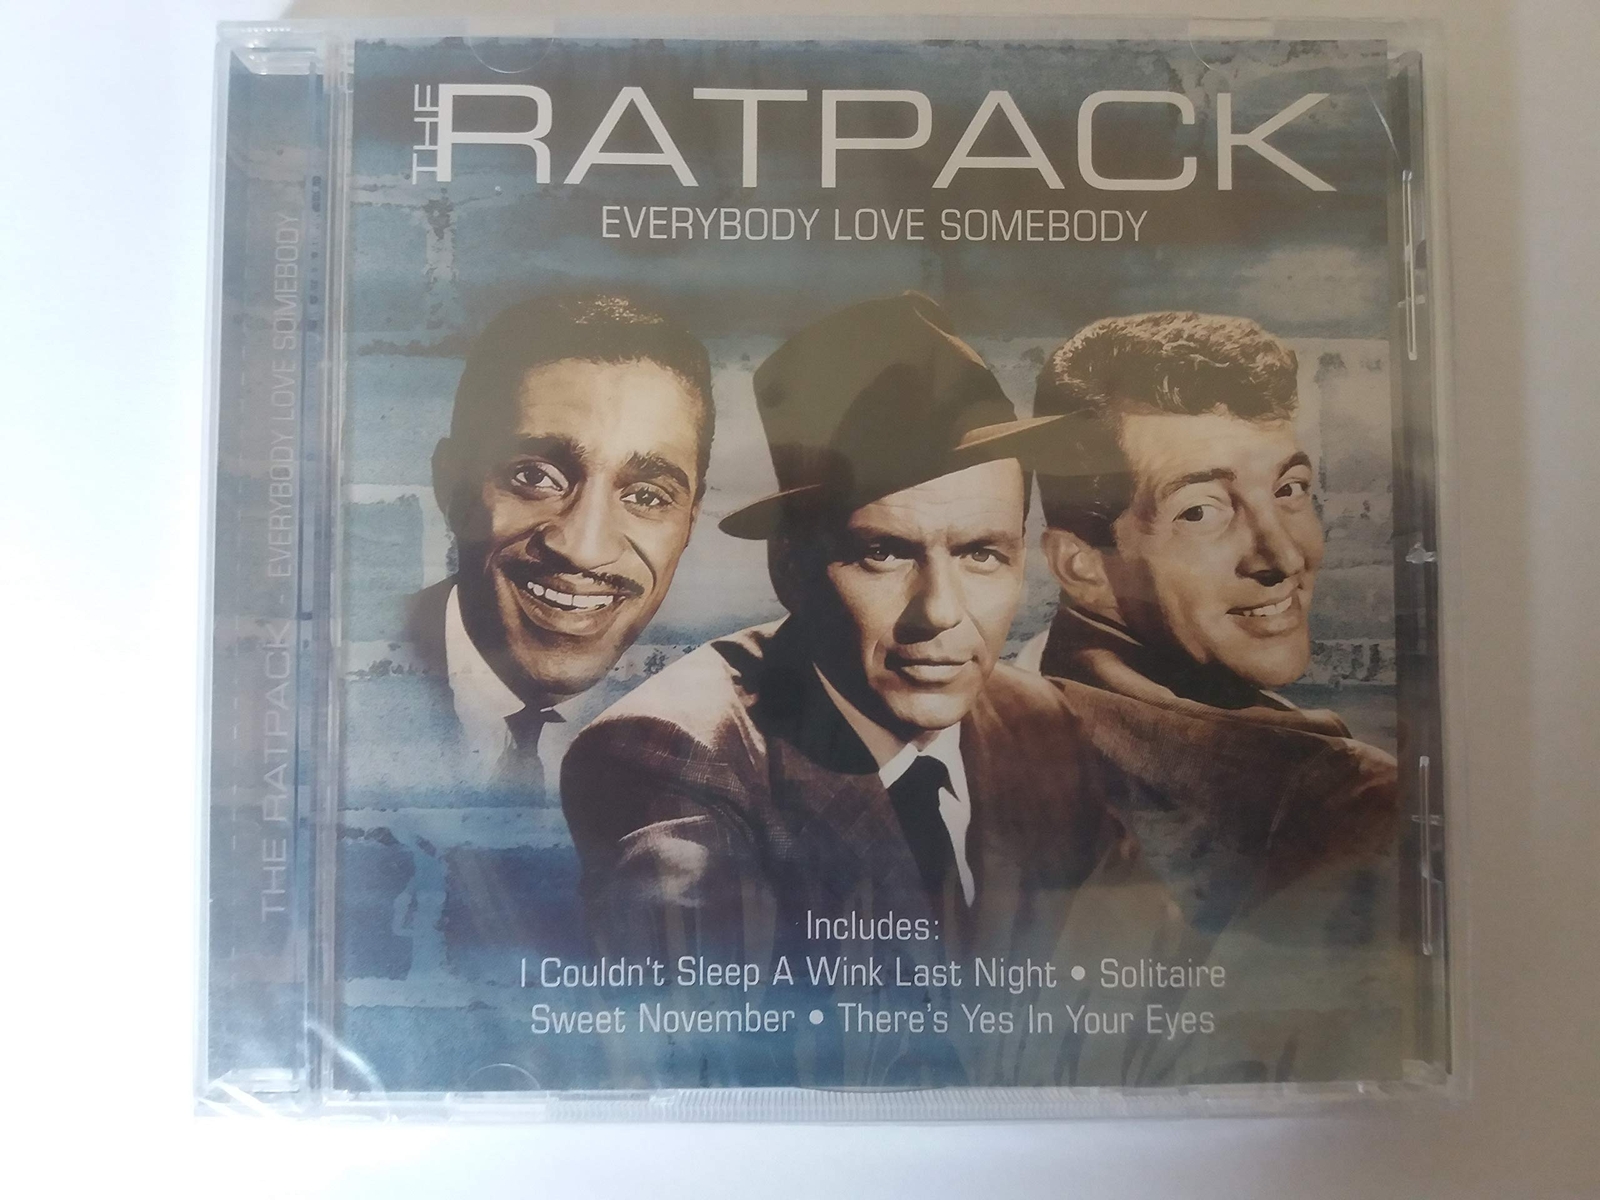 THE RATPACK
EVERYBODY LOVE SOMEBODY
THE RATPACK - EVERYBODY LOVE SOMEBODY
Includes:
I Couldn't Sleep A Wink Last Night • Solitaire
Sweet November • There's Yes In Your Eyes